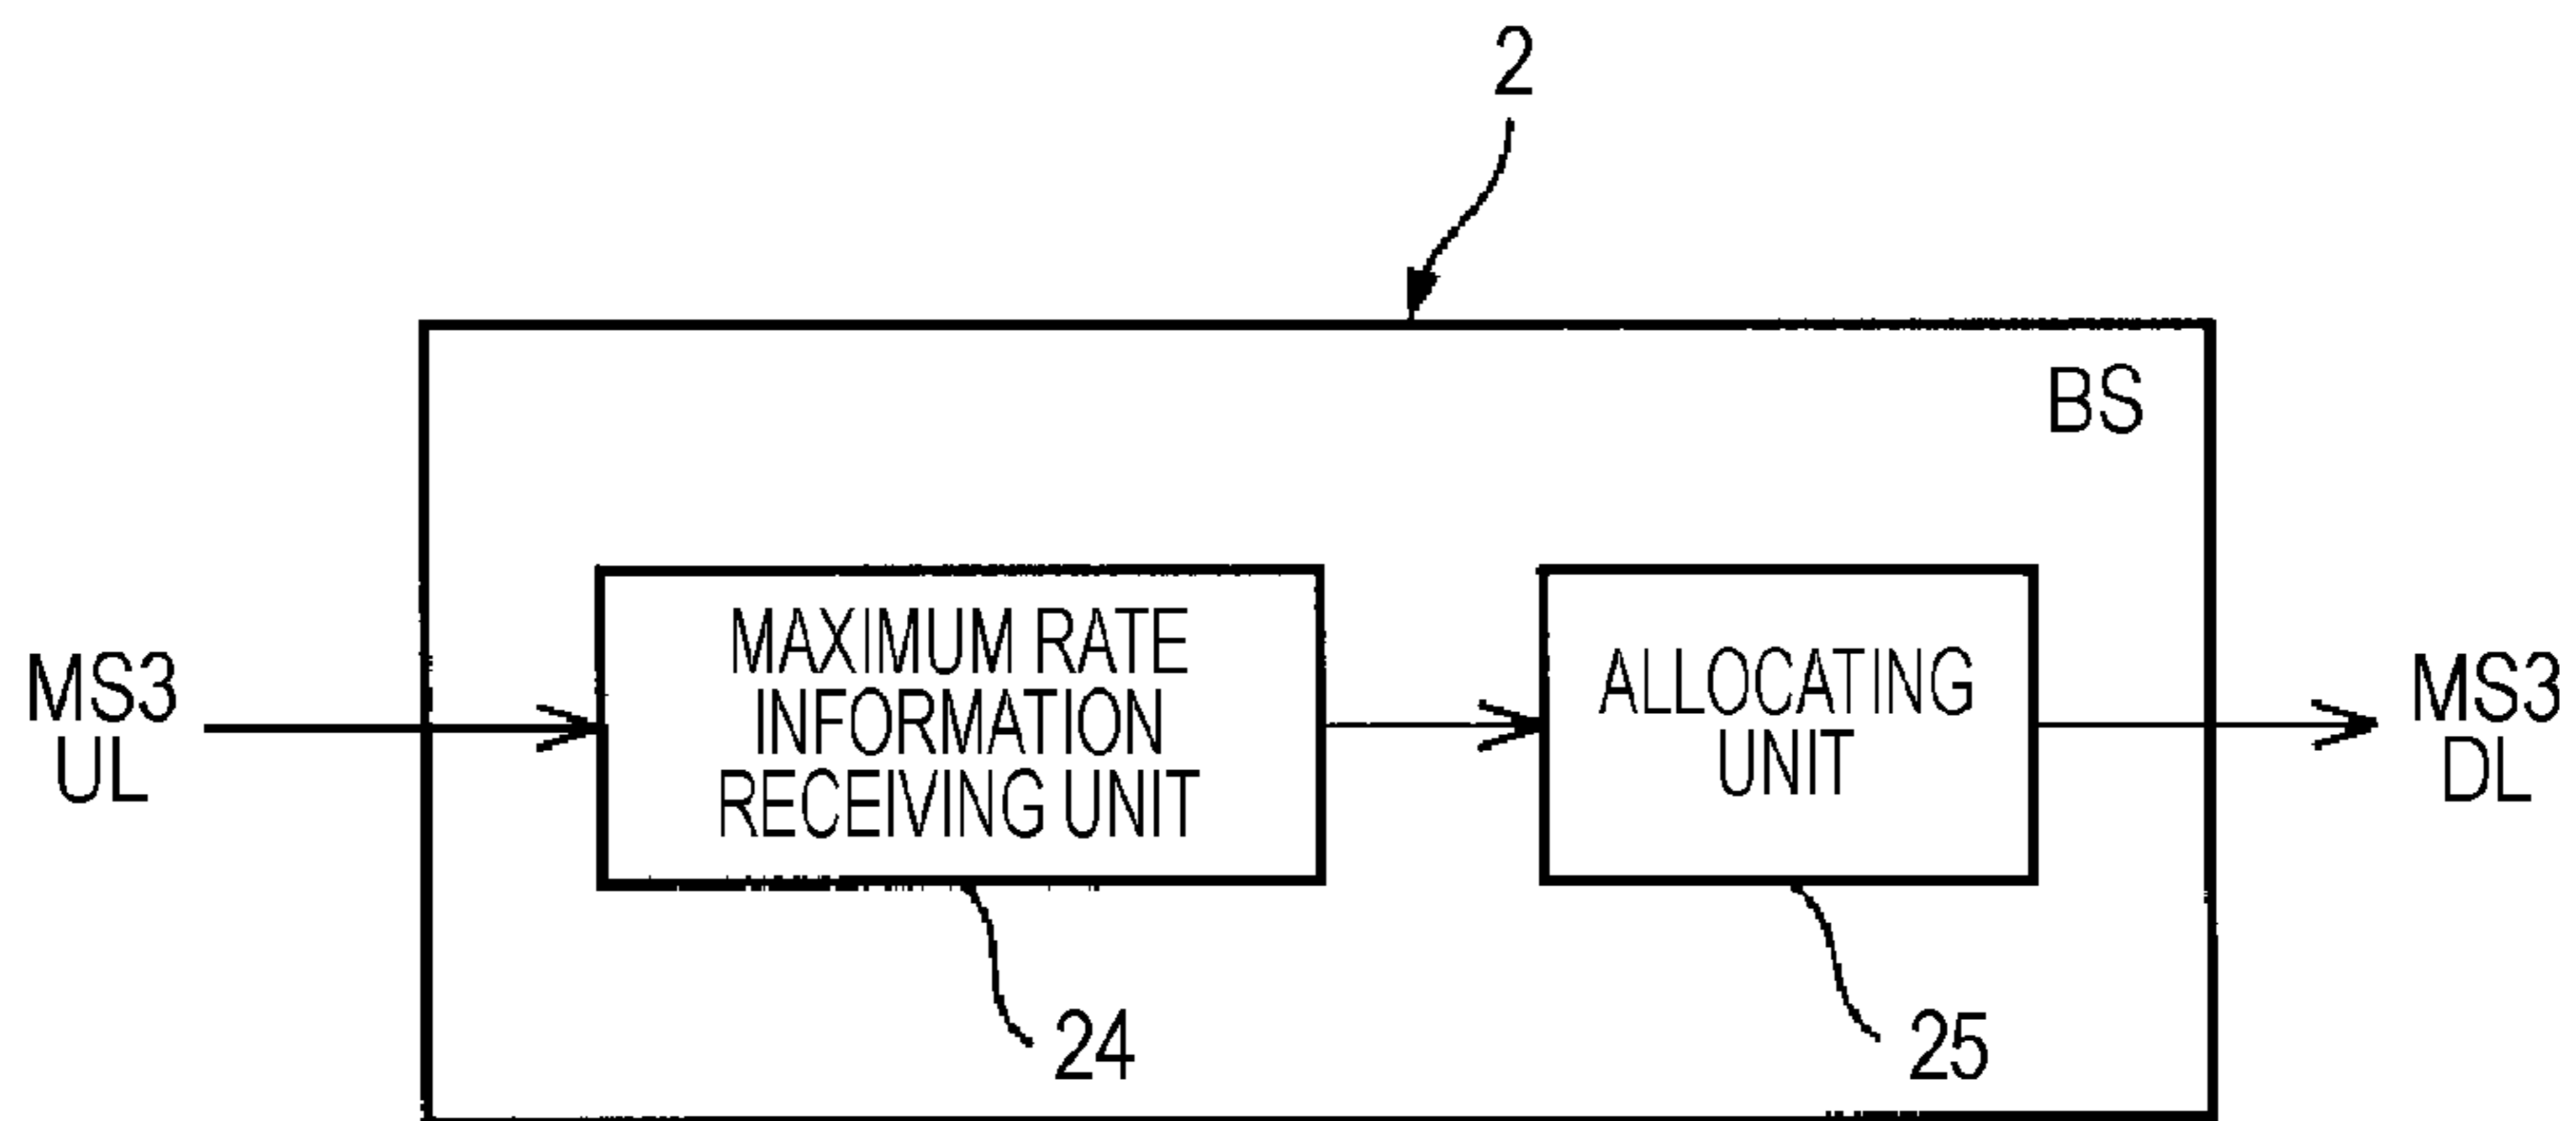 2
BS
MS3
UL
MAXIMUM RATE
INFORMATION
RECEIVING UNIT
ALLOCATING
UNIT
MS3
DL
24
25